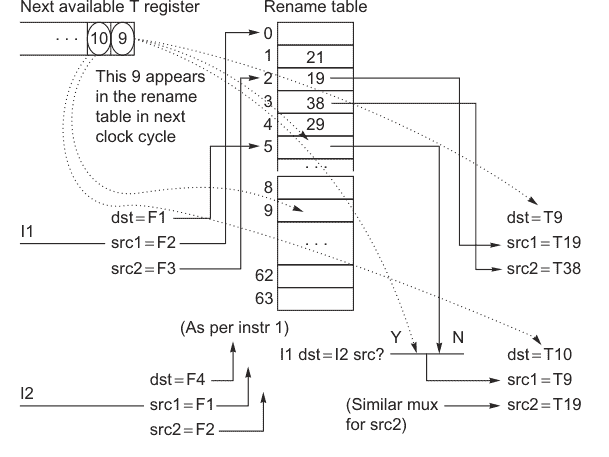 Next available T register
Rename table
· · ·
10
9
This 9 appears
in the rename
table in next
clock cycle
0
1
21
2
19
3
38
4
29
5
· · ·
8
9
· · ·
62
63
I1
dst=F1
src1=F2
src2=F3
dst=T9
src1=T19
src2=T38
(As per instr 1)
Y
N
I1 dst=I2 src?
I2
dst=F4
src1=F1
src2=F2
(Similar mux
for src2)
dst=T10
src1=T9
src2=T19